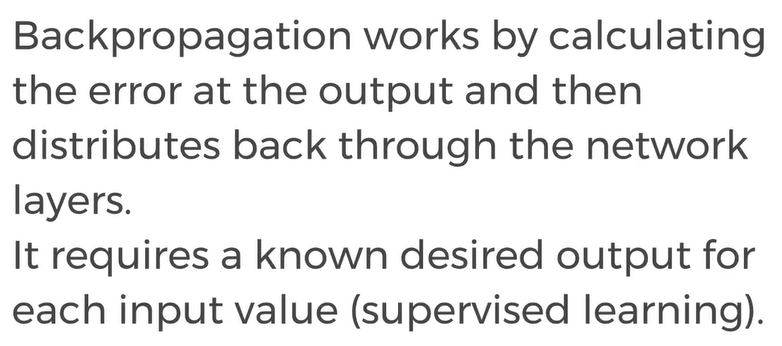 Backpropagation works by calculating
the error at the output and then
distributes back through the network
layers.
It requires a known desired output for
each input value (supervised learning).